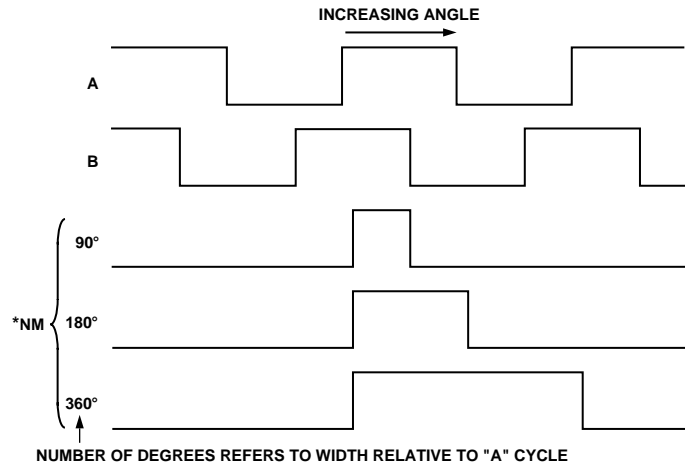 INCREASING ANGLE
A
B
90°
*NM
180°
360°
NUMBER OF DEGREES REFERS TO WIDTH RELATIVE TO "A" CYCLE